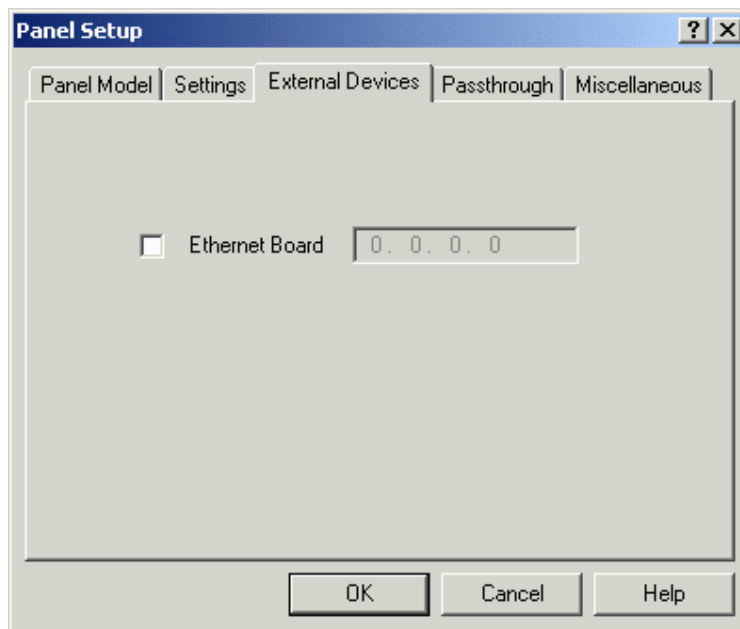 Panel Setup
Panel Model Settings External Devices Passthrough Miscellaneous
Ethernet Board 0. 0. 0. 0
OK Cancel Help